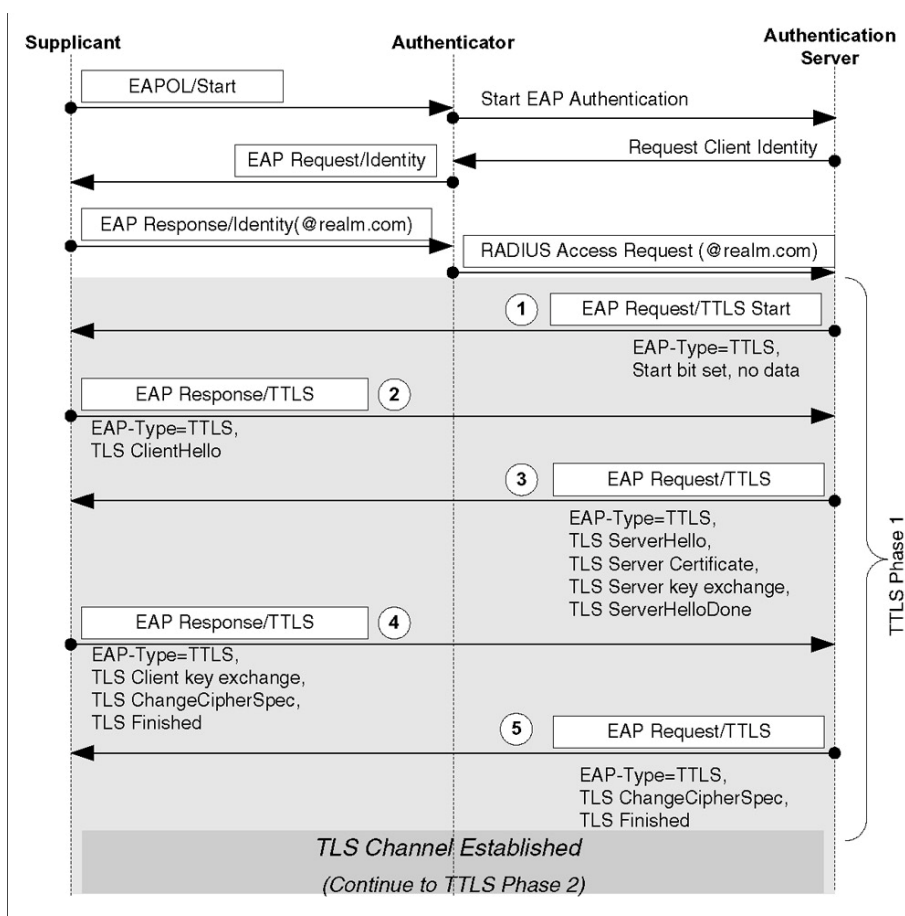 Supplicant
Authenticator
Authentication
Server
EAPOL/Start
Start EAP Authentication
Request Client Identity
EAP Request/Identity
EAP Response/Identity(@realm.com)
RADIUS Access Request (@realm.com)
1
EAP Request/TTLS Start
EAP-Type=TTLS,
Start bit set, no data
EAP Response/TTLS
2
EAP-Type=TTLS,
TLS ClientHello
3
EAP Request/TTLS
EAP-Type=TTLS,
TLS ServerHello,
TLS Server Certificate,
TLS Server key exchange,
TLS ServerHelloDone
EAP Response/TTLS
4
EAP-Type=TTLS,
TLS Client key exchange,
TLS ChangeCipherSpec,
TLS Finished
5
EAP Request/TTLS
EAP-Type=TTLS,
TLS ChangeCipherSpec,
TLS Finished
TTLS Phase 1
TLS Channel Established
(Continue to TTLS Phase 2)